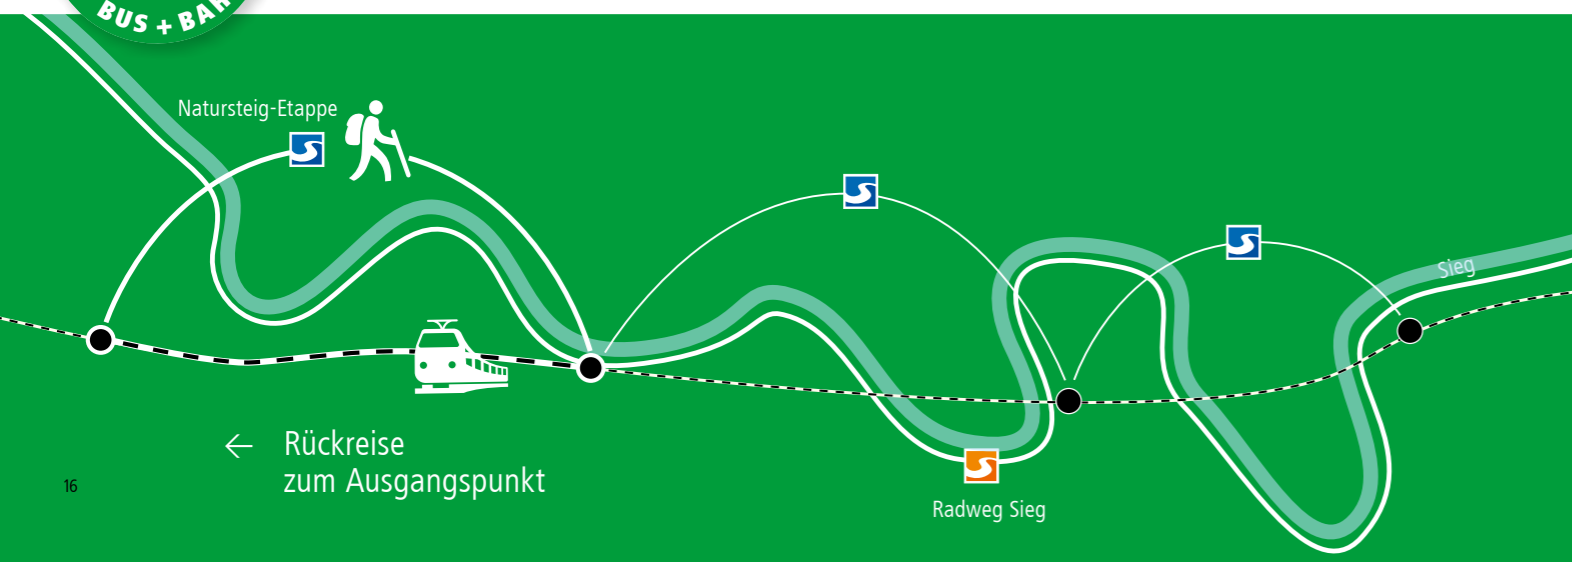 BUS + BAH
Natursteig-Etappe
Sieg
← Rückreise
zum Ausgangspunkt
16
Radweg Sieg